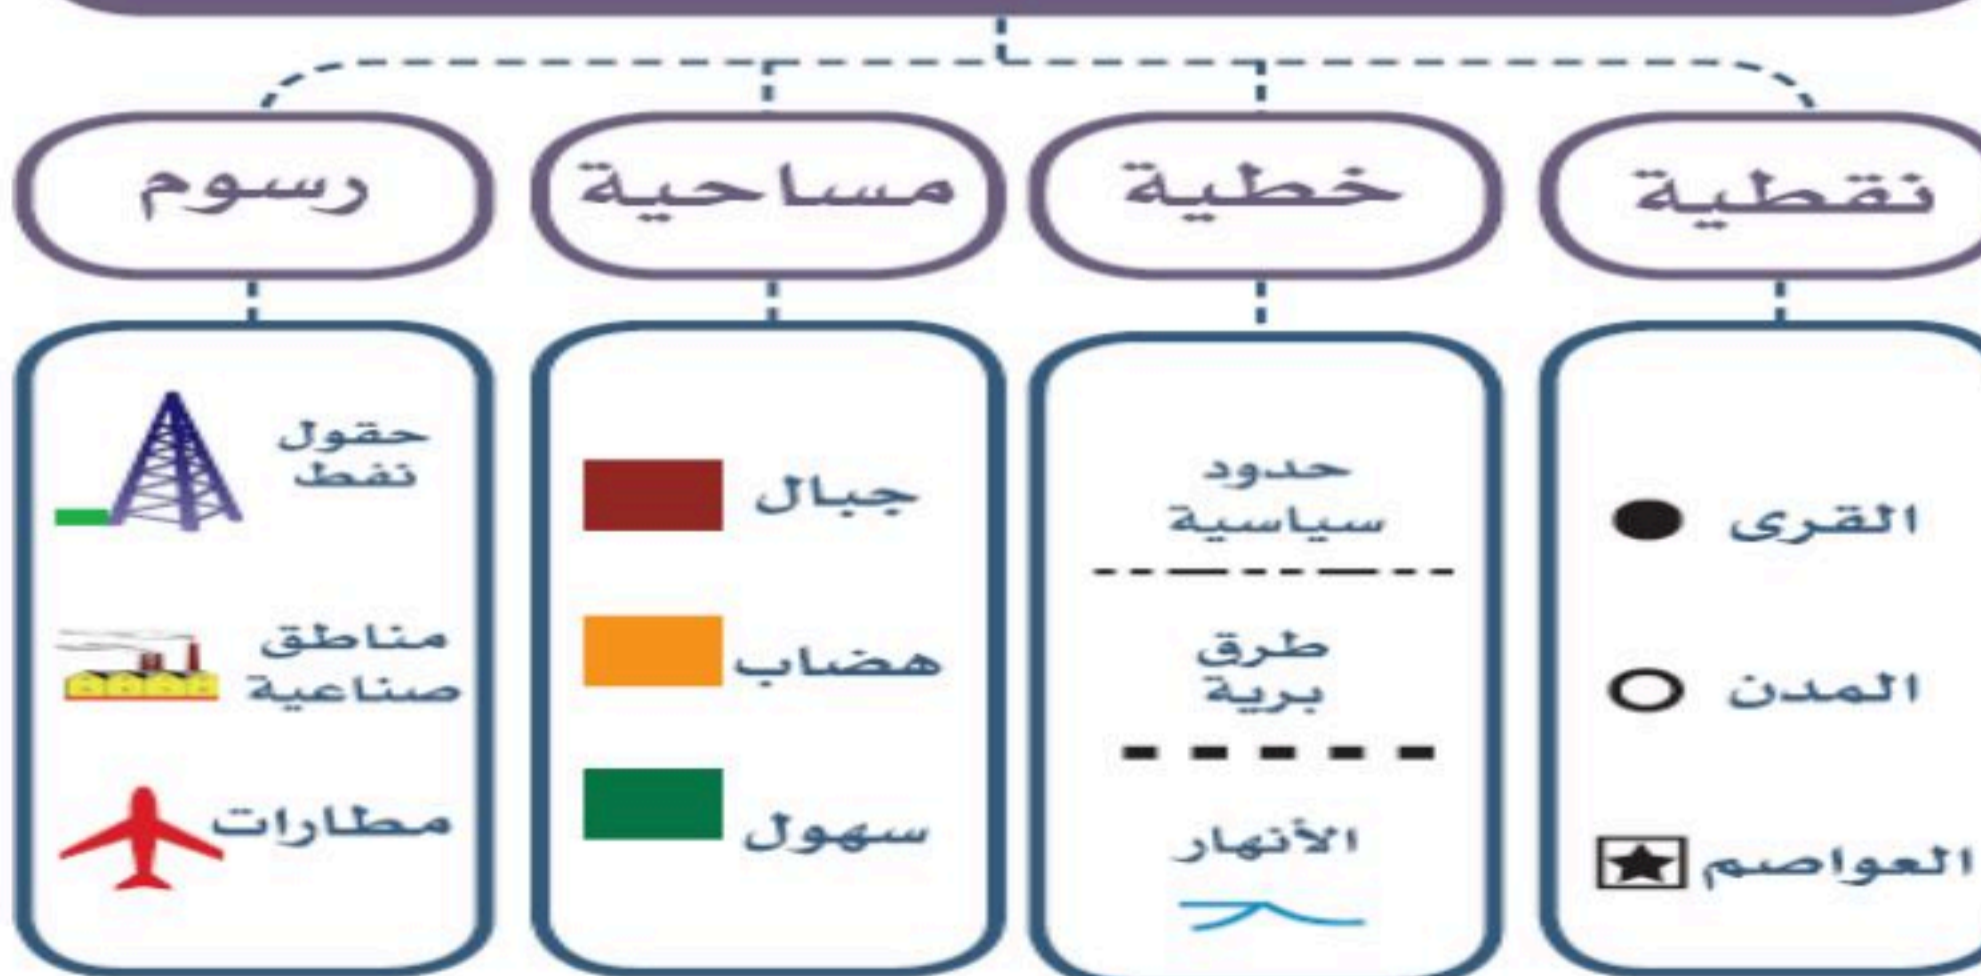 نقطية
خطية
مساحية
رسوم
القرى
المدن
العواصم
حدود
سياسية
طرق
برية
الأنهار
جبال
هضاب
سهول
حقول
نفط
مناطق
صناعية
مطارات